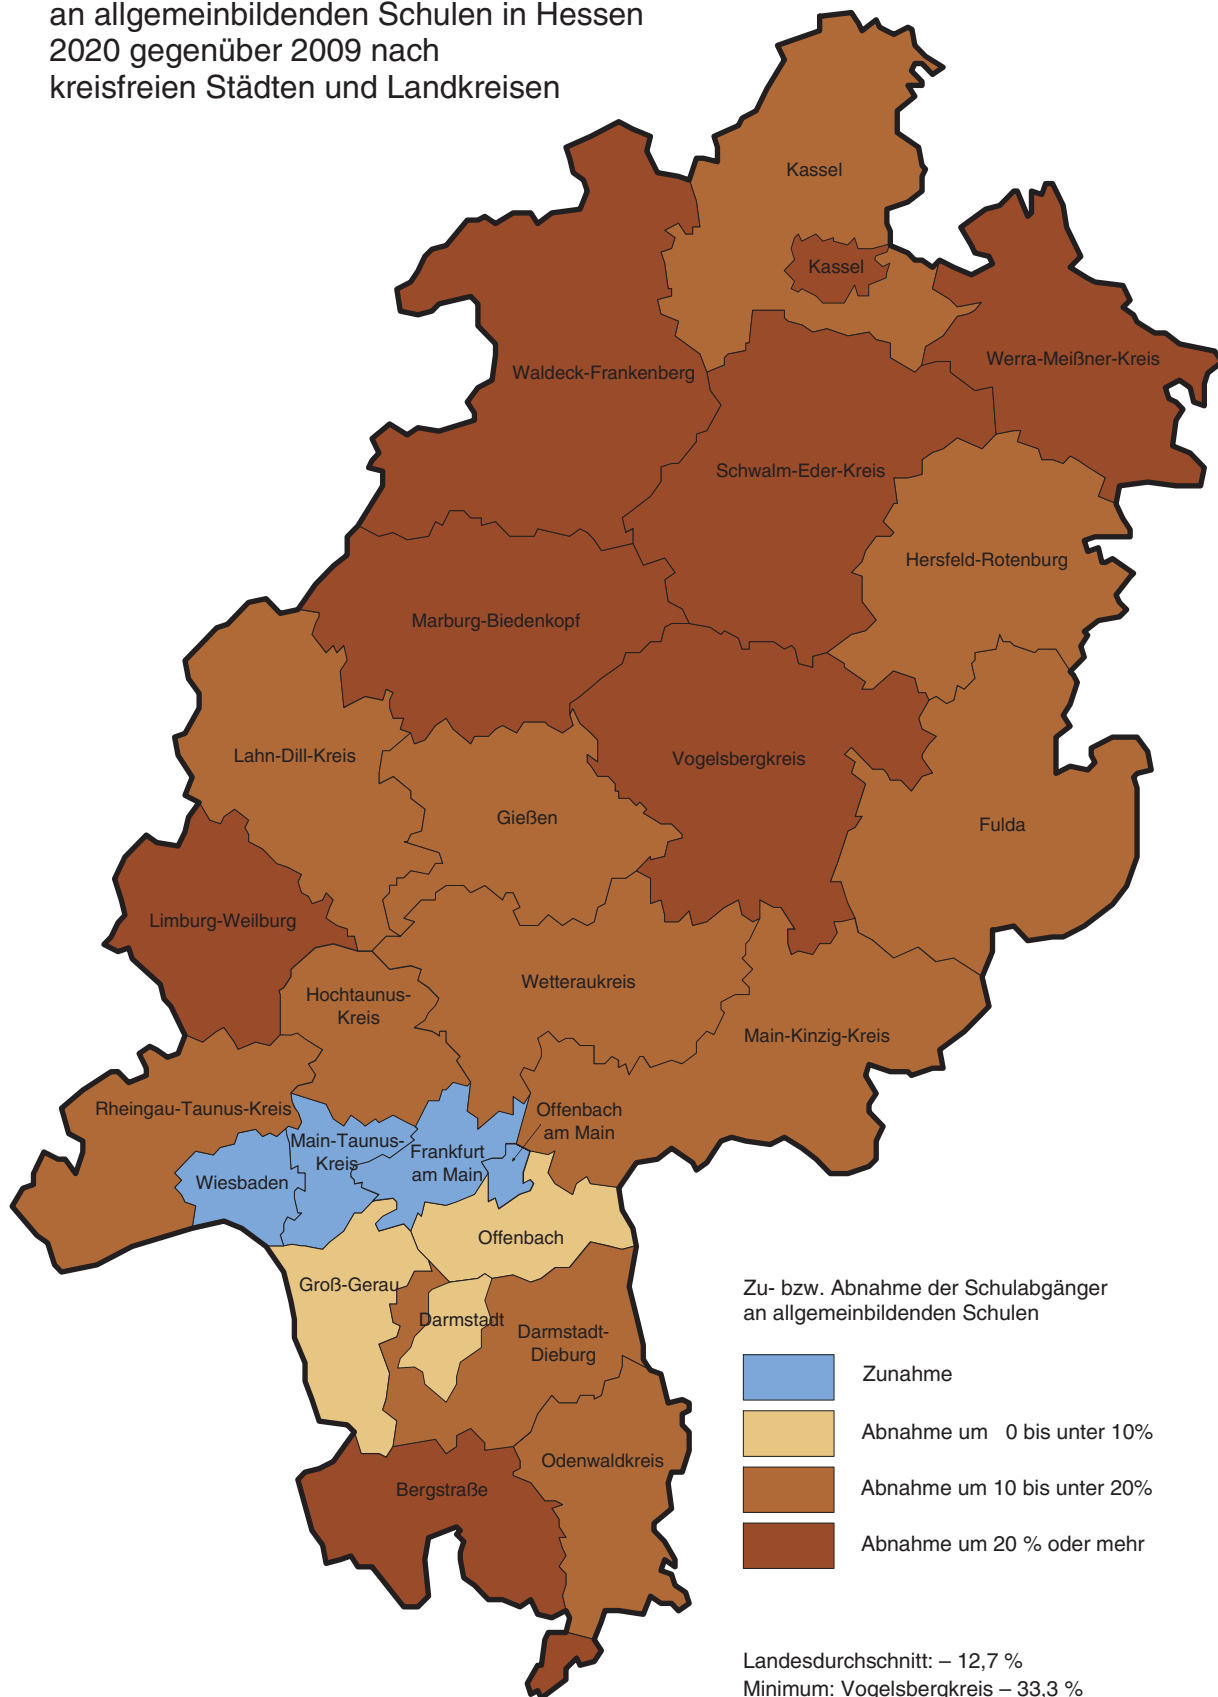 an allgemeinbildenden Schulen in Hessen
2020 gegenüber 2009 nach
kreisfreien Städten und Landkreisen
Kassel
Kassel
Werra-Meißner-Kreis
Waldeck-Frankenberg
Schwalm-Eder-Kreis
Hersfeld-Rotenburg
Marburg-Biedenkopf
Lahn-Dill-Kreis
Vogelsbergkreis
Gießen
Fulda
Limburg-Weilburg
Wetteraukreis
Hochtaunus-
Kreis
Main-Kinzig-Kreis
Rheingau-Taunus-Kreis
Offenbach
am Main
Main-Taunus-
Kreis
Frankfurt
am Main
Wiesbaden
Offenbach
Groß-Gerau
Darmstadt
Darmstadt-
Dieburg
Odenwaldkreis
Bergstraße
Zu- bzw. Abnahme der Schulabgänger
an allgemeinbildenden Schulen
Zunahme
Abnahme um 0 bis unter 10%
Abnahme um 10 bis unter 20%
Abnahme um 20 % oder mehr
Landesdurchschnitt: – 12,7 %
Minimum: Vogelsbergkreis – 33,3 %